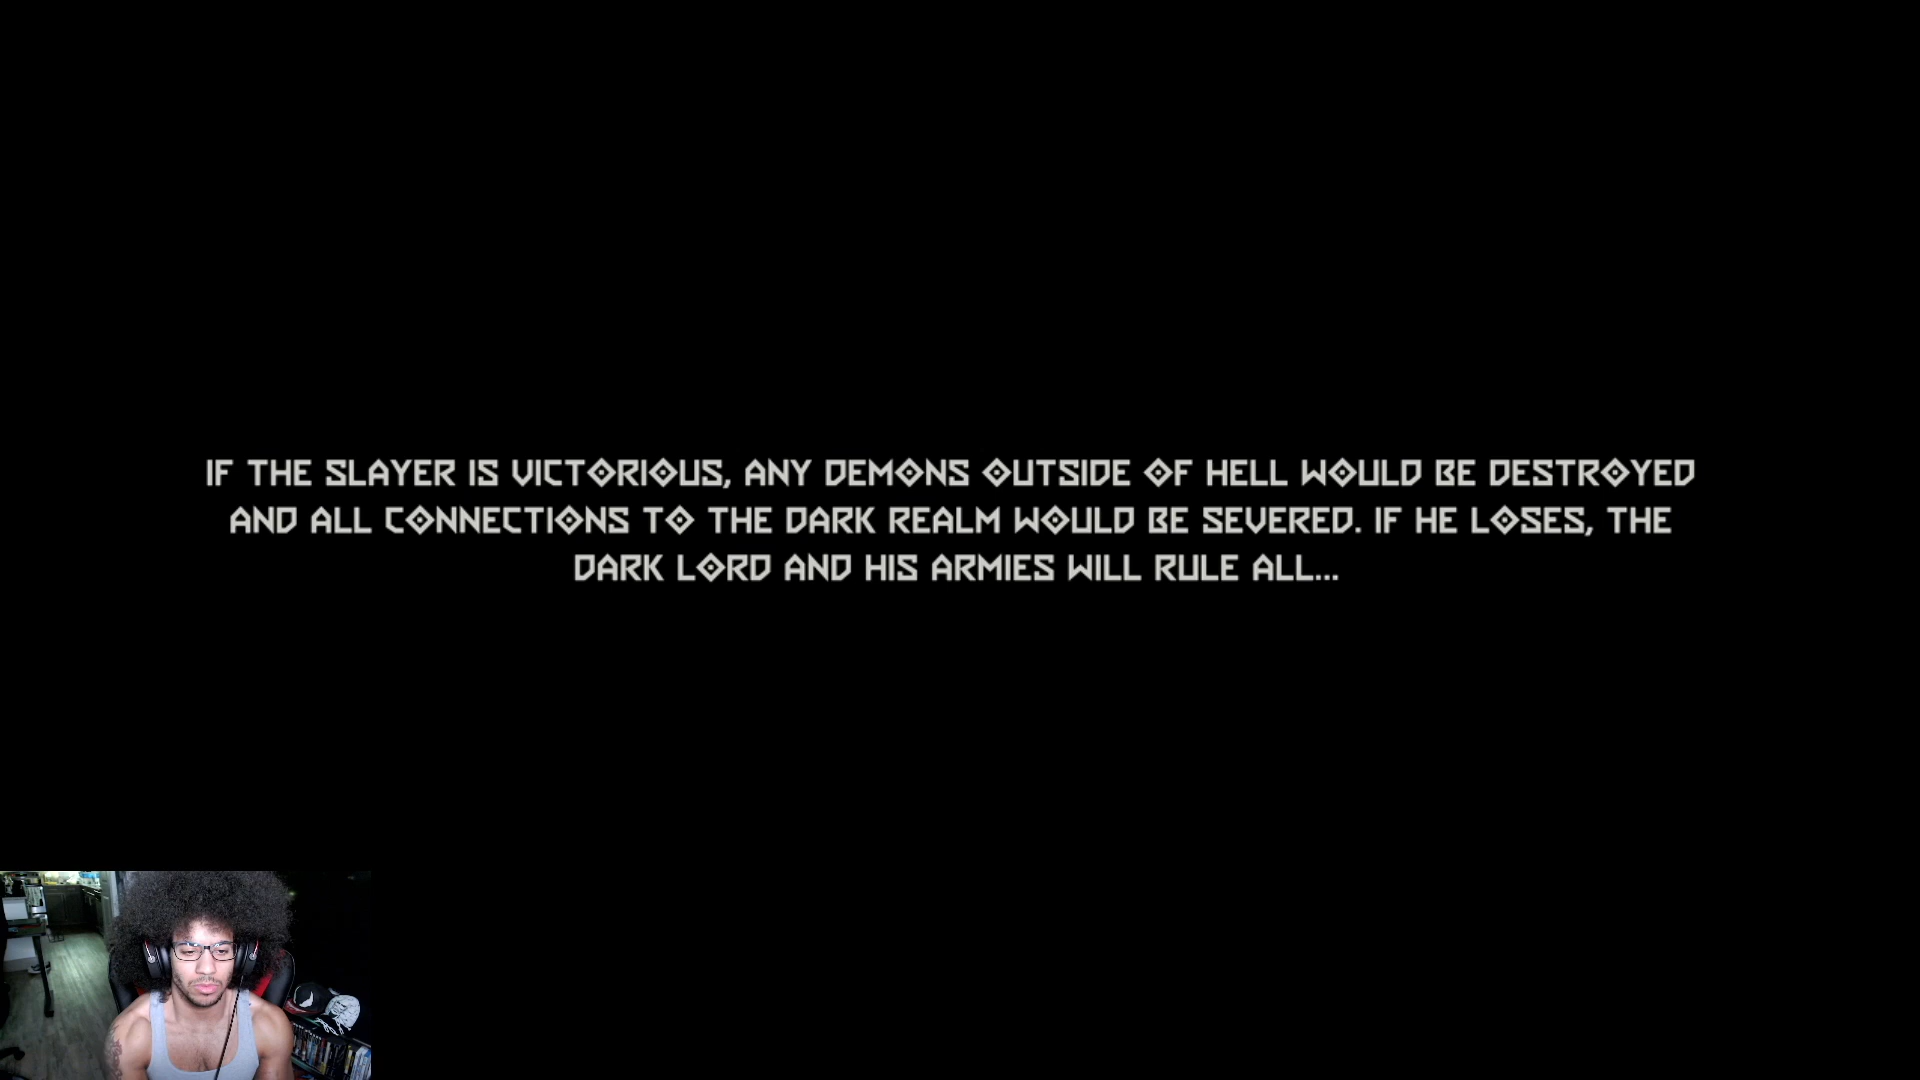 IF THE SLAYER IS VICTORIOUS, ANY DEMONS OUTSIDE OF HELL WOULD BE DESTROYED
AND ALL CONNECTIONS TO THE DARK REALM WOULD BE SEVERED. IF HE LOSES, THE
DARK LORD AND HIS ARMIES WILL RULE ALL...